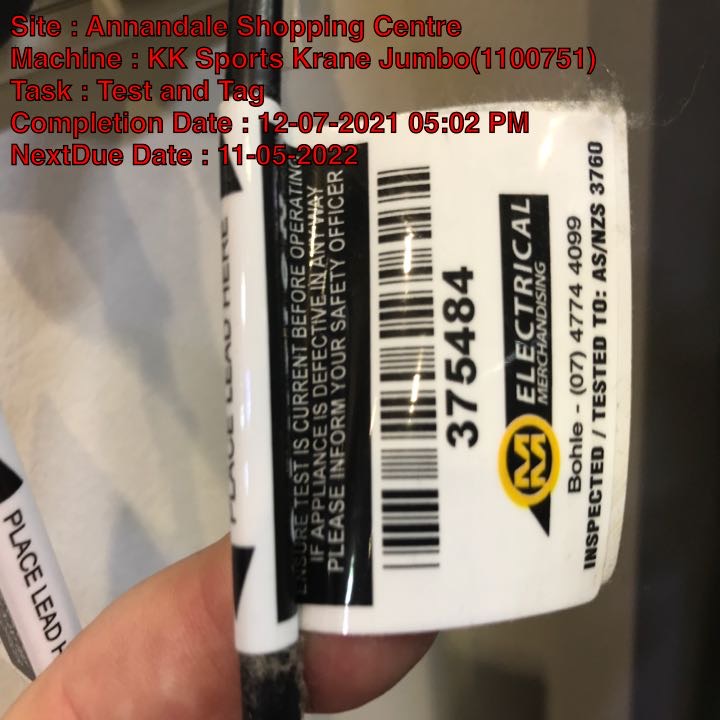 Site : Annandale Shopping Centre
Machine : KK Sports Krane Jumbo(1100751)
Task : Test and Tag
Completion Date : 12-07-2021 05:02 PM
NextDue Date : 11-05-2022
PLACE LEAD HERE
ENSURE TEST IS CURRENT BEFORE OPERATING
IF APPLIANCE IS DEFECTIVE IN ANY WAY
PLEASE INFORM YOUR SAFETY OFFICER
375484
MM
ELECTRICAL
MERCHANDISING
Bohle - (07) 4774 4099
INSPECTED / TESTED TO: AS/NZS 3760
PLACE LEAD H